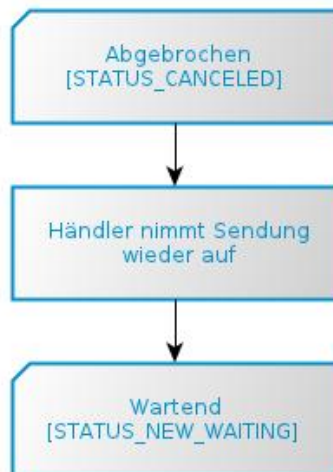 Abgebrochen
[STATUS_CANCELED]
Händler nimmt Sendung
wieder auf
Wartend
[STATUS_NEW_WAITING]